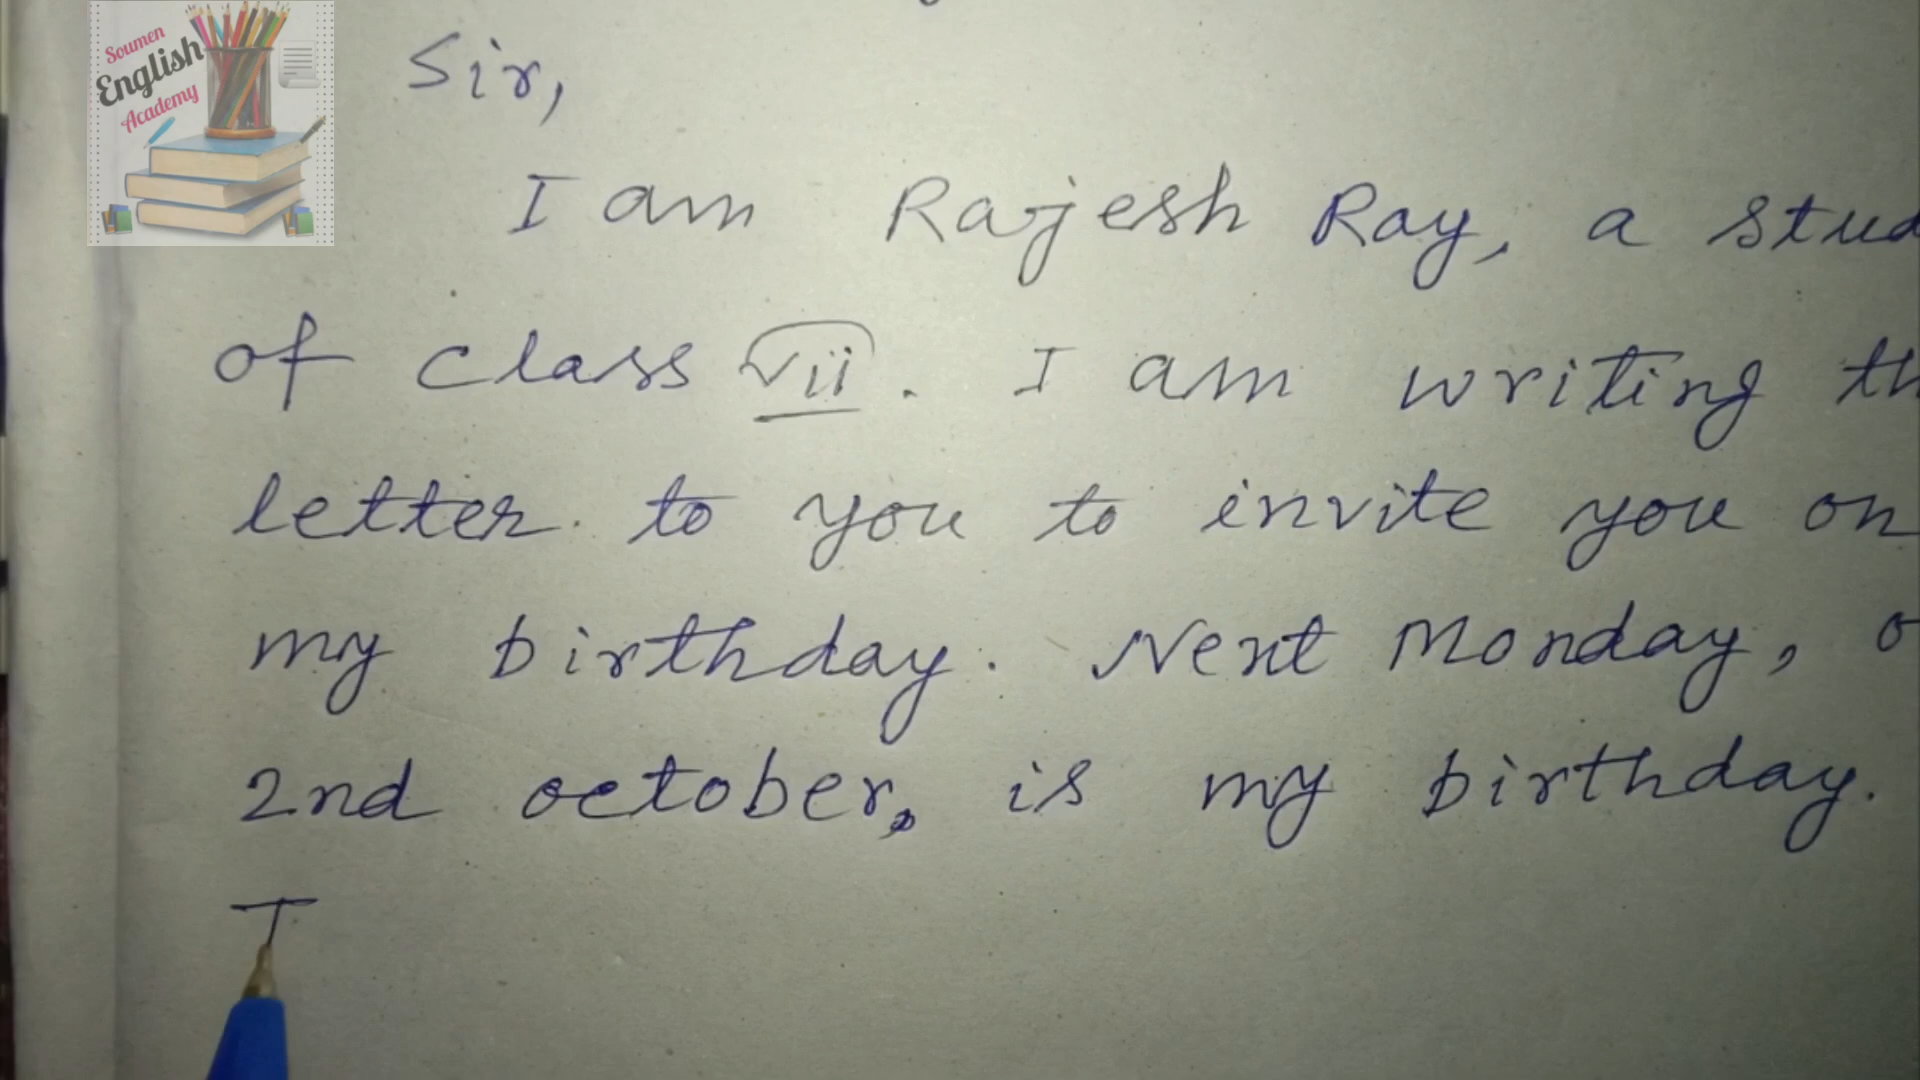 Soumen
English
Academy
Sir,
I am Rajesh Ray, a stud
of class vii. I am writing th
letter to you to invite you on
my birthday. Next Monday, o
2nd october, is my birthday.
T